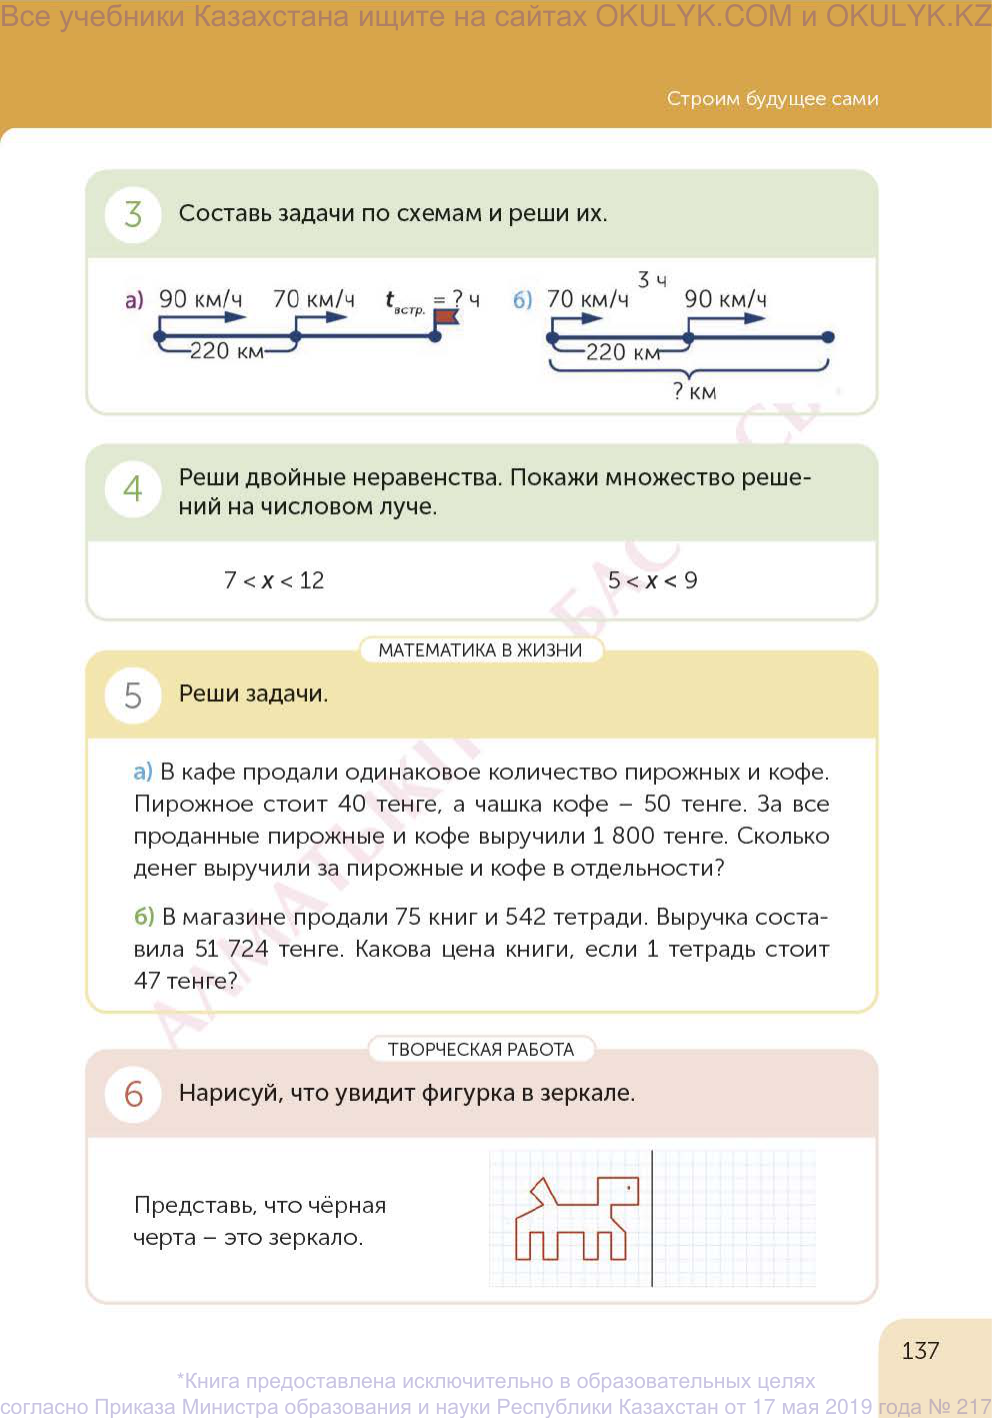 Все учебники Казахстана ищите на сайтах OKULYK.COM и OKULYK.KZ
Строим будущее сами
3 Составь задачи по схемам и реши их.
а) 90 км/ч 70 км/ч tвстр. = ? ч
220 км
б) 70 км/ч 3 ч 90 км/ч
220 км
? км
4 Реши двойные неравенства. Покажи множество реше-
ний на числовом луче.
7 < x < 12 5 < x < 9
МАТЕМАТИКА В ЖИЗНИ
5 Реши задачи.
а) В кафе продали одинаковое количество пирожных и кофе.
Пирожное стоит 40 тенге, а чашка кофе – 50 тенге. За все
проданные пирожные и кофе выручили 1 800 тенге. Сколько
денег выручили за пирожные и кофе в отдельности?
б) В магазине продали 75 книг и 542 тетради. Выручка соста-
вила 51 724 тенге. Какова цена книги, если 1 тетрадь стоит
47 тенге?
ТВОРЧЕСКАЯ РАБОТА
6 Нарисуй, что увидит фигурка в зеркале.
Представь, что чёрная
черта – это зеркало.
137
*Книга предоставлена исключительно в образовательных целях
согласно Приказа Министра образования и науки Республики Казахстан от 17 мая 2019 года № 217